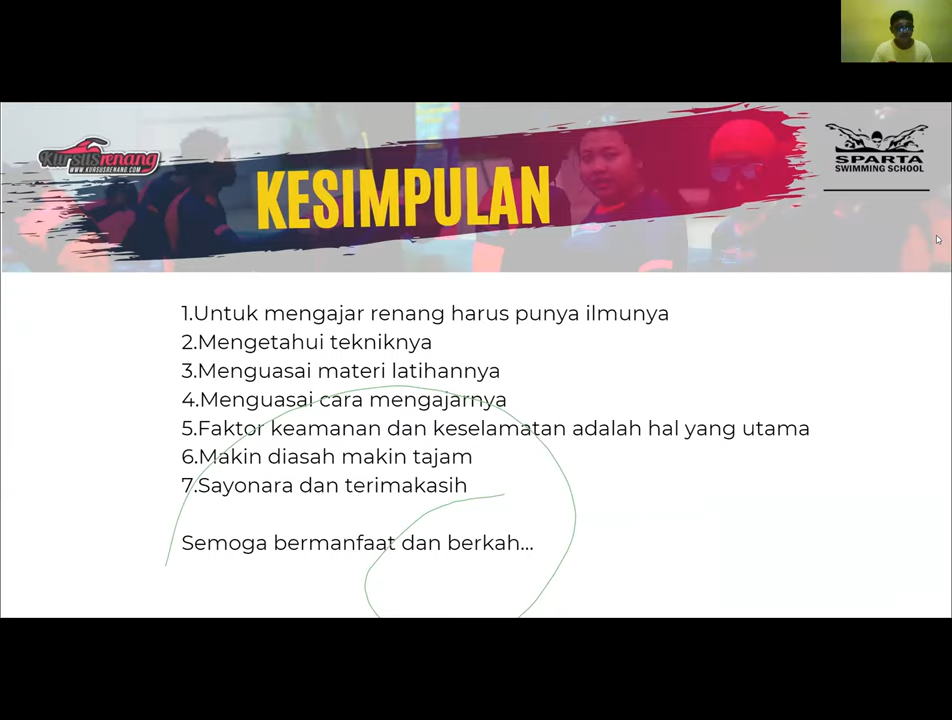 Kursusrenang
WWW.KURSUSRENANG.COM
KESIMPULAN
SPARTA
SWIMMING SCHOOL
1.Untuk mengajar renang harus punya ilmunya
2.Mengetahui tekniknya
3.Menguasai materi latihannya
4.Menguasai cara mengajarnya
5.Faktor keamanan dan keselamatan adalah hal yang utama
6.Makin diasah makin tajam
7.Sayonara dan terimakasih
Semoga bermanfaat dan berkah...